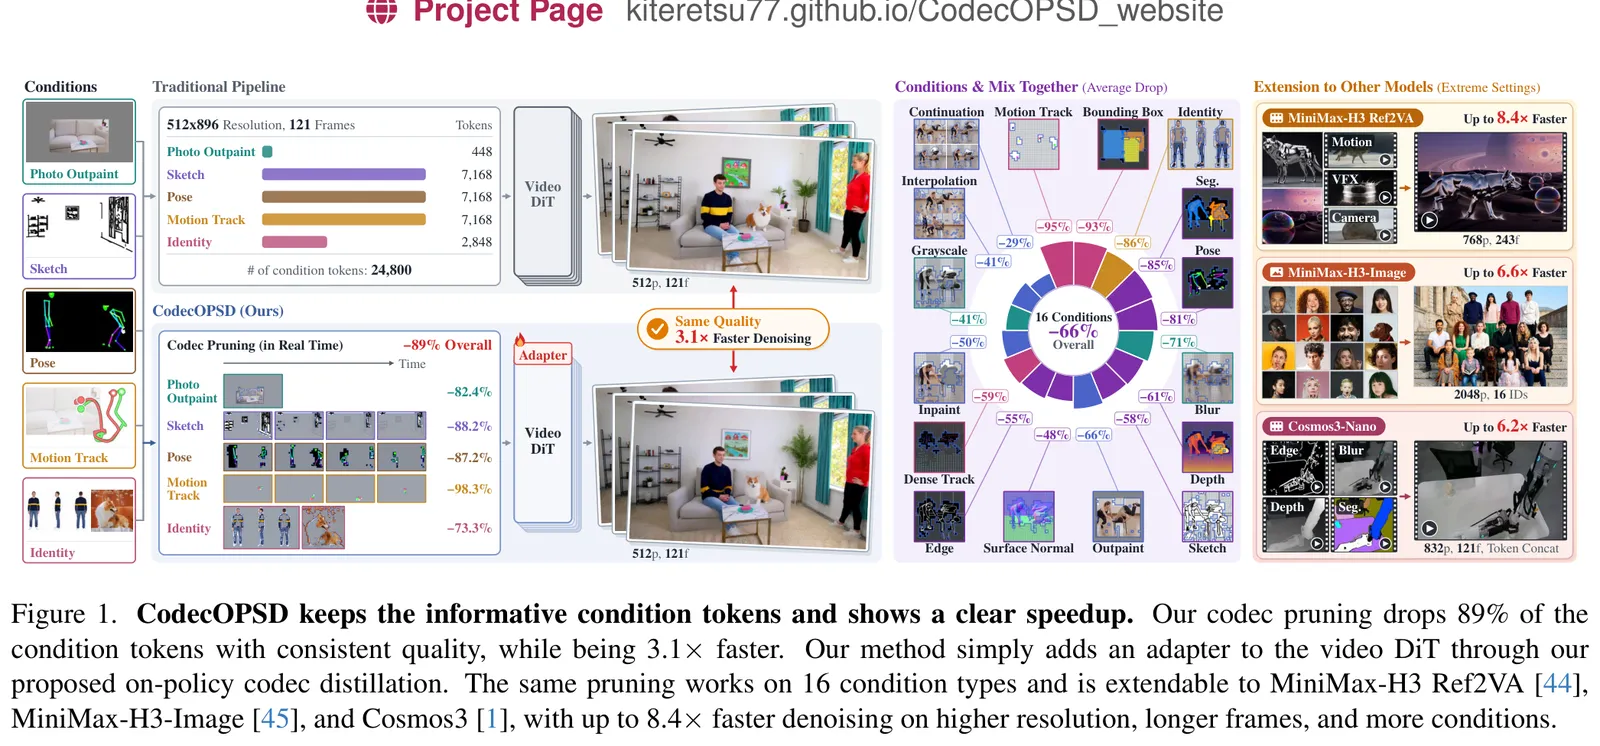 Project Page kiteretsu77.github.io/CodecOPSD_website
Conditions
Photo Outpaint
Sketch
Pose
Motion Track
Identity
Traditional Pipeline
512x896 Resolution, 121 Frames Tokens
Photo Outpaint 448
Sketch 7,168
Pose 7,168
Motion Track 7,168
Identity 2,848
# of condition tokens: 24,800
Video
DiT
512p, 121f
CodecOPSD (Ours)
Codec Pruning (in Real Time) −89% Overall
Time
Photo
Outpaint −82.4%
Sketch −88.2%
Pose −87.2%
Motion
Track −98.3%
Identity −73.3%
Adapter
Video
DiT
Same Quality
3.1× Faster Denoising
512p, 121f
Conditions & Mix Together (Average Drop)
Continuation Motion Track Bounding Box Identity
Interpolation Seg.
−95% −93%
−29% −86%
Grayscale Pose
−41% −85%
−41% −81%
16 Conditions
−66%
Overall
−50% −71%
Inpaint Blur
−59% −61%
−55% −58%
−48% −66%
Dense Track Depth
Edge Surface Normal Outpaint Sketch
Extension to Other Models (Extreme Settings)
MiniMax-H3 Ref2VA Up to 8.4× Faster
Motion
VFX
Camera
768p, 243f
MiniMax-H3-Image Up to 6.6× Faster
2048p, 16 IDs
Cosmos3-Nano Up to 6.2× Faster
Edge Blur
Depth Seg.
832p, 121f, Token Concat
Figure 1. CodecOPSD keeps the informative condition tokens and shows a clear speedup. Our codec pruning drops 89% of the
condition tokens with consistent quality, while being 3.1× faster. Our method simply adds an adapter to the video DiT through our
proposed on-policy codec distillation. The same pruning works on 16 condition types and is extendable to MiniMax-H3 Ref2VA [44],
MiniMax-H3-Image [45], and Cosmos3 [1], with up to 8.4× faster denoising on higher resolution, longer frames, and more conditions.